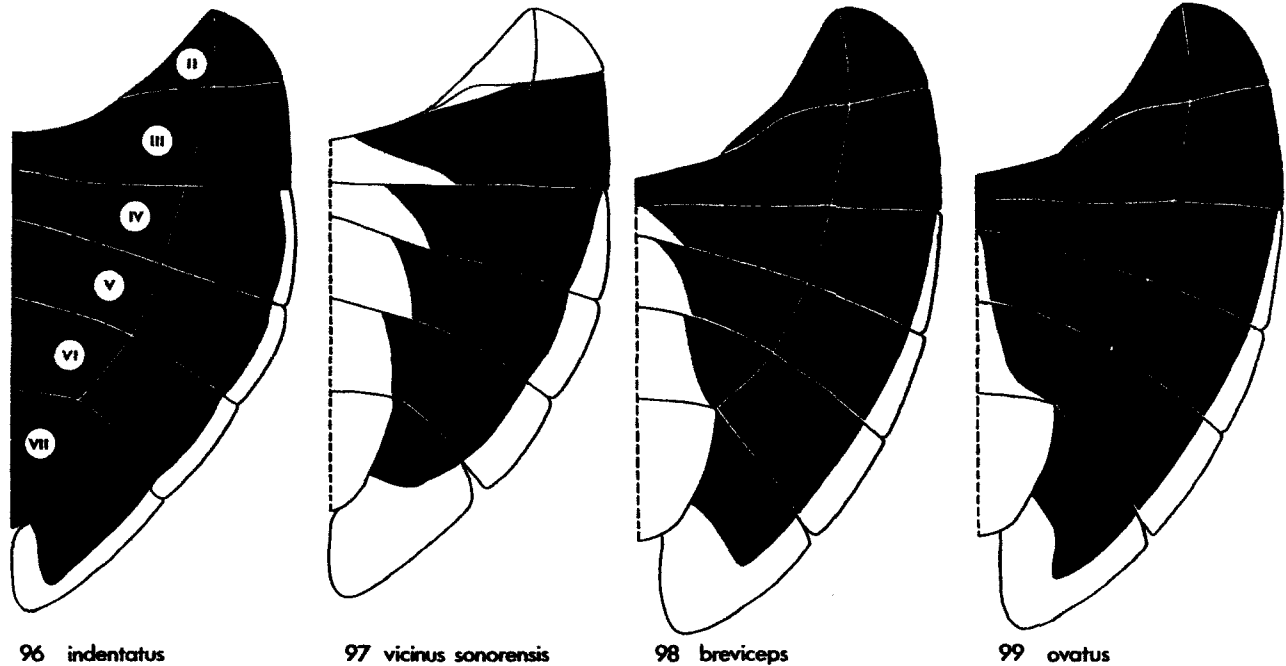 II
III
IV
V
VI
VII
96 indentatus
97 vicinus sonorensis
98 breviceps
99 ovatus